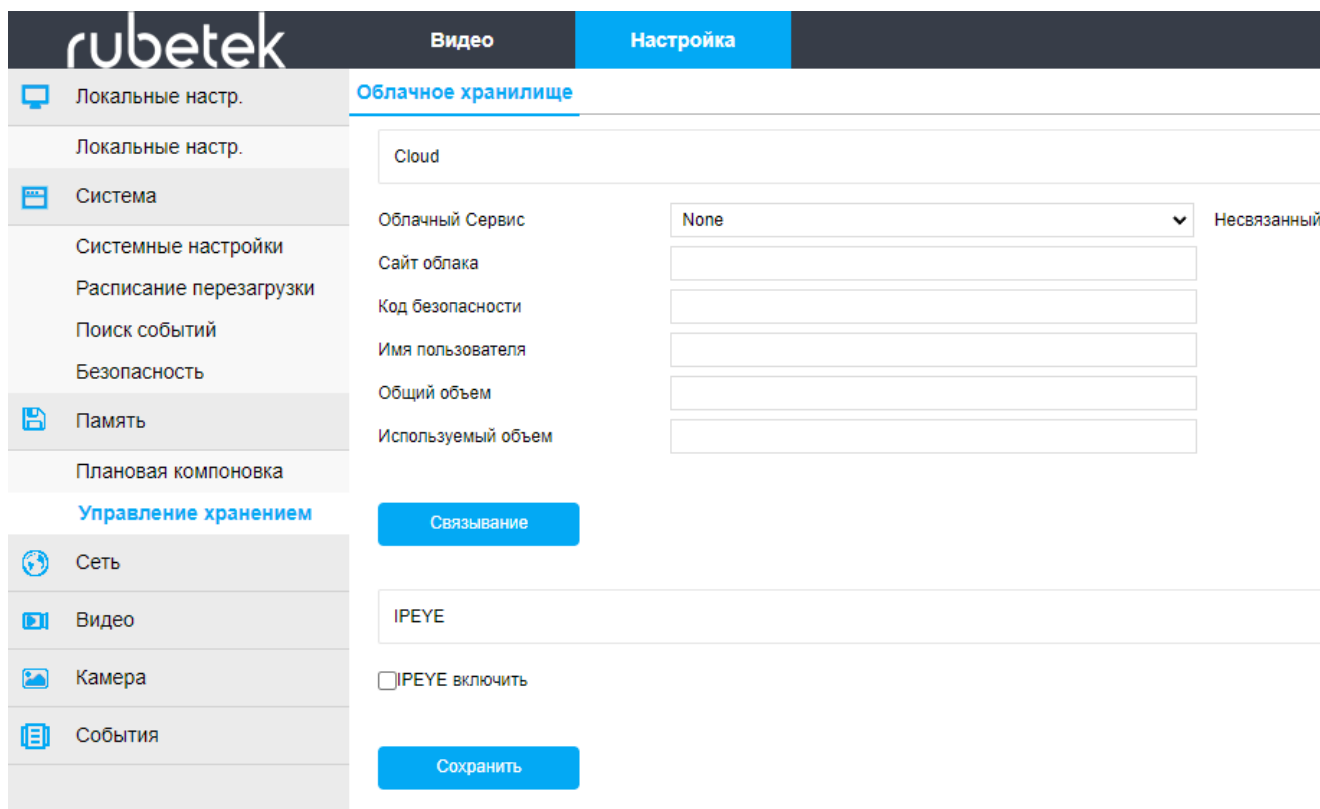 rubetek
Видео
Настройка
Локальные настр.
Локальные настр.
Система
Системные настройки
Расписание перезагрузки
Поиск событий
Безопасность
Память
Плановая компоновка
Управление хранением
Сеть
Видео
Камера
События
Облачное хранилище
Cloud
Облачный Сервис
None
Несвязанный
Сайт облака
Код безопасности
Имя пользователя
Общий объем
Используемый объем
Связывание
IPEYE
IPEYE включить
Сохранить